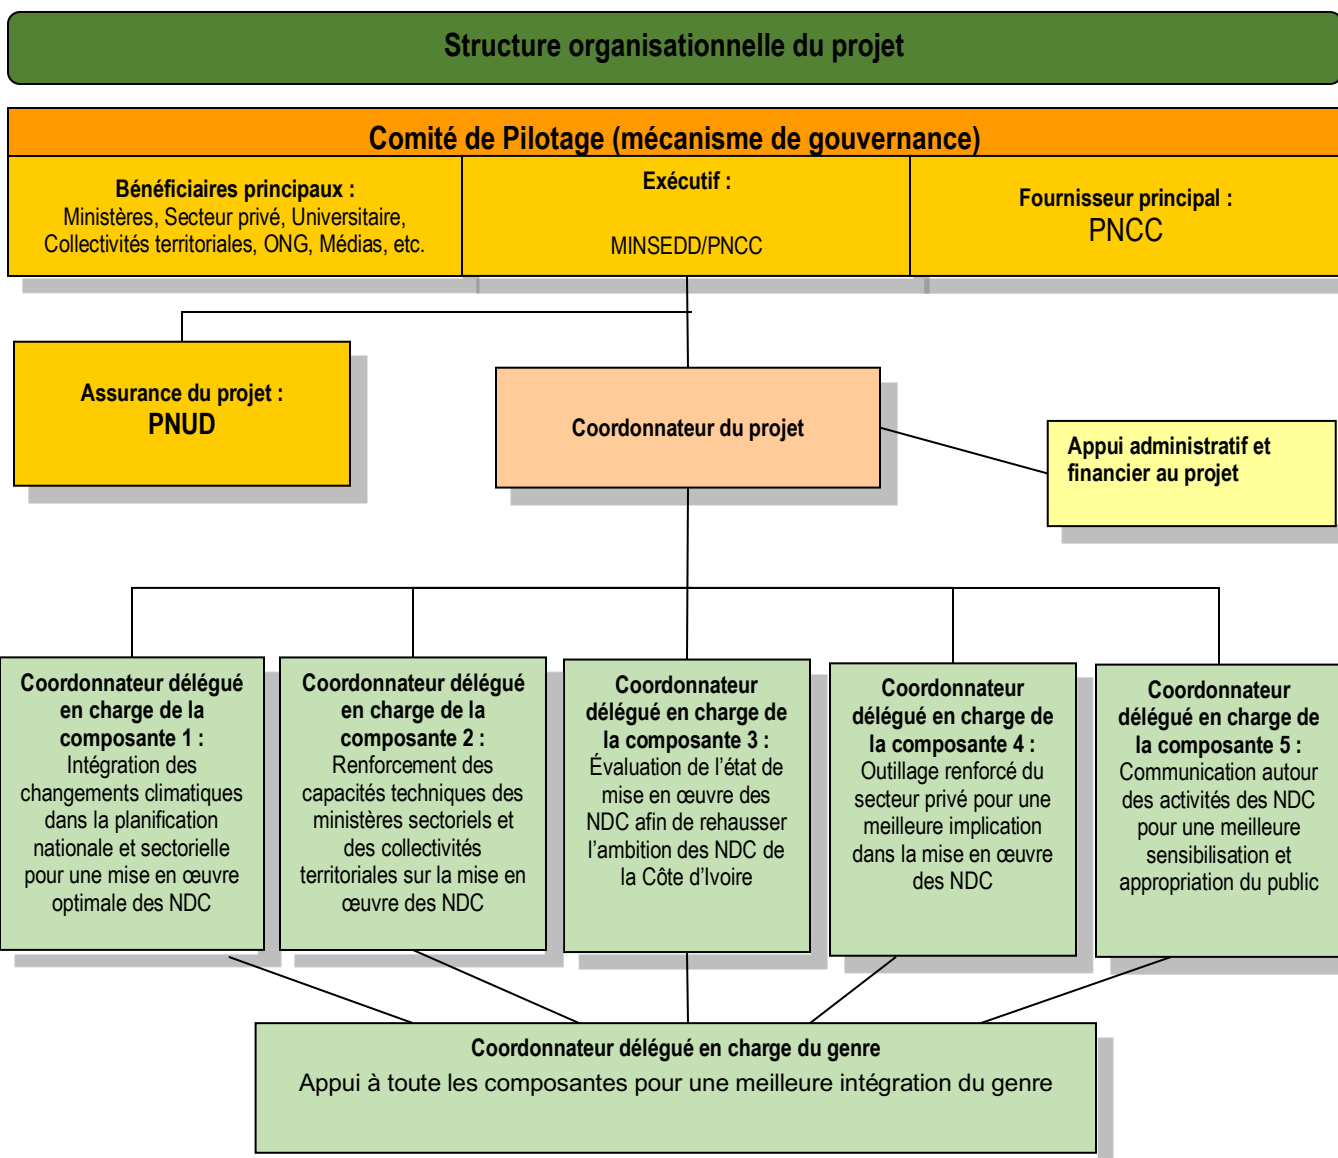 Structure organisationnelle du projet
Comité de Pilotage (mécanisme de gouvernance)
Bénéficiaires principaux :
Ministères, Secteur privé, Universitaire,
Collectivités territoriales, ONG, Médias, etc.
Exécutif :
MINSEDD/PNCC
Fournisseur principal :
PNCC
Assurance du projet :
PNUD
Coordonnateur du projet
Appui administratif et
financier au projet
Coordonnateur délégué
en charge de la
composante 1 :
Intégration des
changements climatiques
dans la planification
nationale et sectorielle
pour une mise en œuvre
optimale des NDC
Coordonnateur délégué
en charge de la
composante 2 :
Renforcement des
capacités techniques des
ministères sectoriels et
des collectivités
territoriales sur la mise en
œuvre des NDC
Coordonnateur
délégué en charge de
la composante 3 :
Évaluation de l’état de
mise en œuvre des
NDC afin de rehausser
l’ambition des NDC de
la Côte d’Ivoire
Coordonnateur
délégué en charge de
la composante 4 :
Outillage renforcé du
secteur privé pour une
meilleure implication
dans la mise en œuvre
des NDC
Coordonnateur
délégué en charge de
la composante 5 :
Communication autour
des activités des NDC
pour une meilleure
sensibilisation et
appropriation du public
Coordonnateur délégué en charge du genre
Appui à toute les composantes pour une meilleure intégration du genre